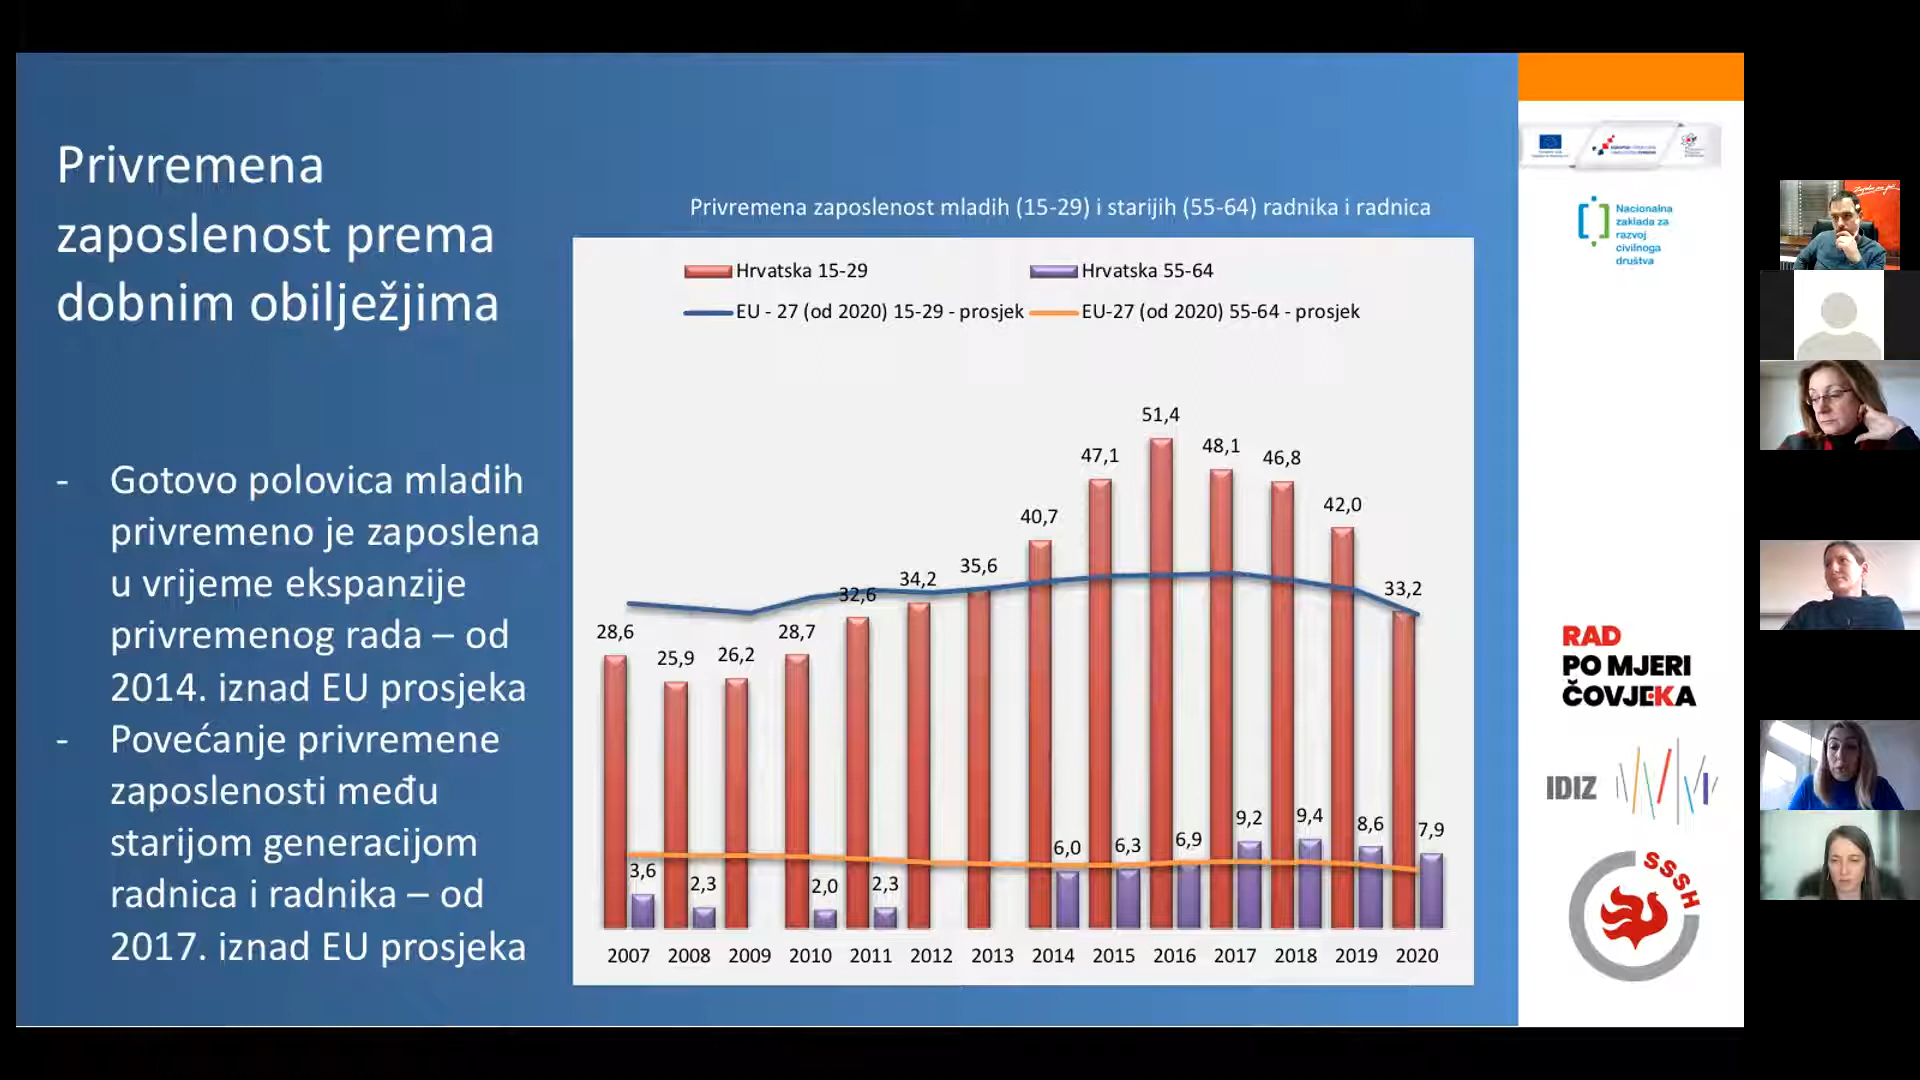 Privremena
zaposlenost prema
dobnim obilježjima
- Gotovo polovica mladih
privremeno je zaposlena
u vrijeme ekspanzije
privremenog rada – od
2014. iznad EU prosjeka
- Povećanje privremene
zaposlenosti među
starijom generacijom
radnica i radnika – od
2017. iznad EU prosjeka
Privremena zaposlenost mladih (15-29) i starijih (55-64) radnika i radnica
Hrvatska 15-29 Hrvatska 55-64
EU - 27 (od 2020) 15-29 - prosjek EU-27 (od 2020) 55-64 - prosjek
51,4
48,1
47,1 46,8
42,0
40,7
35,6
34,2
32,6 33,2
28,6 28,7
25,9 26,2
9,2 9,4 8,6 7,9
6,0 6,3 6,9
3,6 2,3 2,0 2,3
2007 2008 2009 2010 2011 2012 2013 2014 2015 2016 2017 2018 2019 2020
Nacionalna
zaklada za
razvoj
civilnoga
društva
RAD
PO MJERI
ČOVJEKA
IDIZ
SSSH